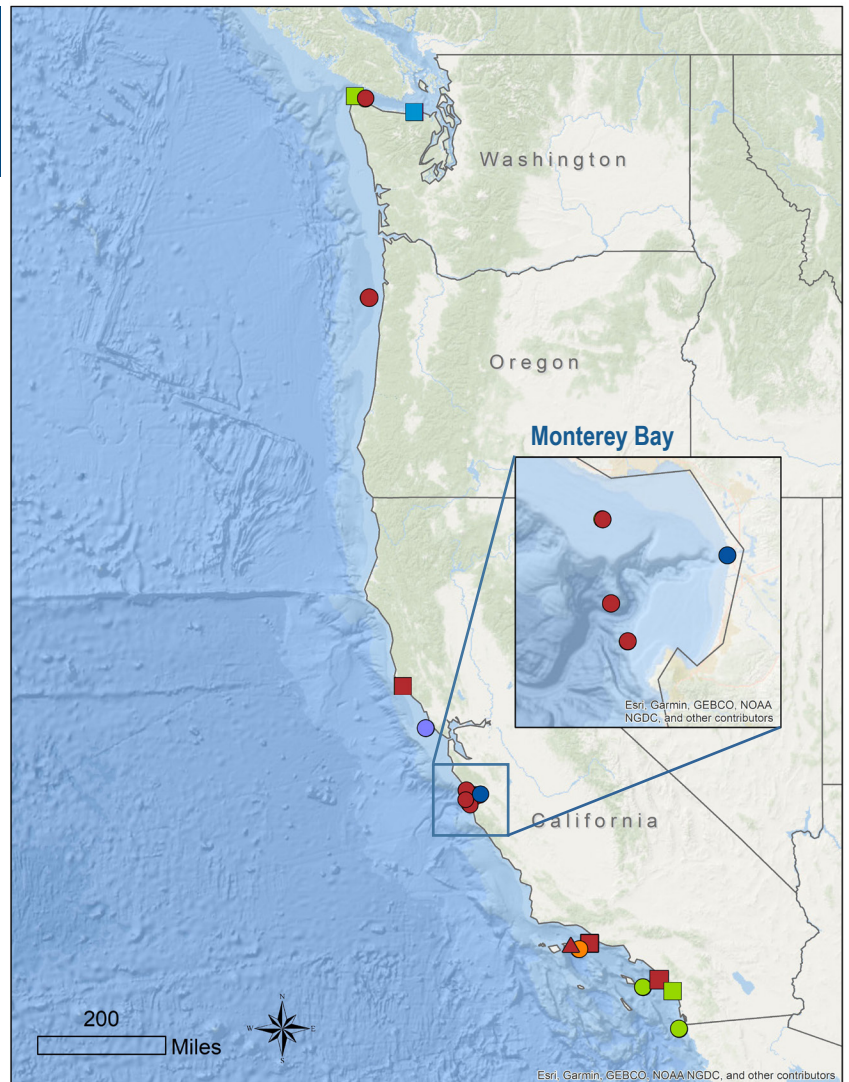 Washington
Oregon
Monterey Bay
Esri, Garmin, GEBCO, NOAA
NGDC, and other contributors
California
N
W
E
S
200
Miles
Esri, Garmin, GEBCO, NOAA NGDC, and other contributors